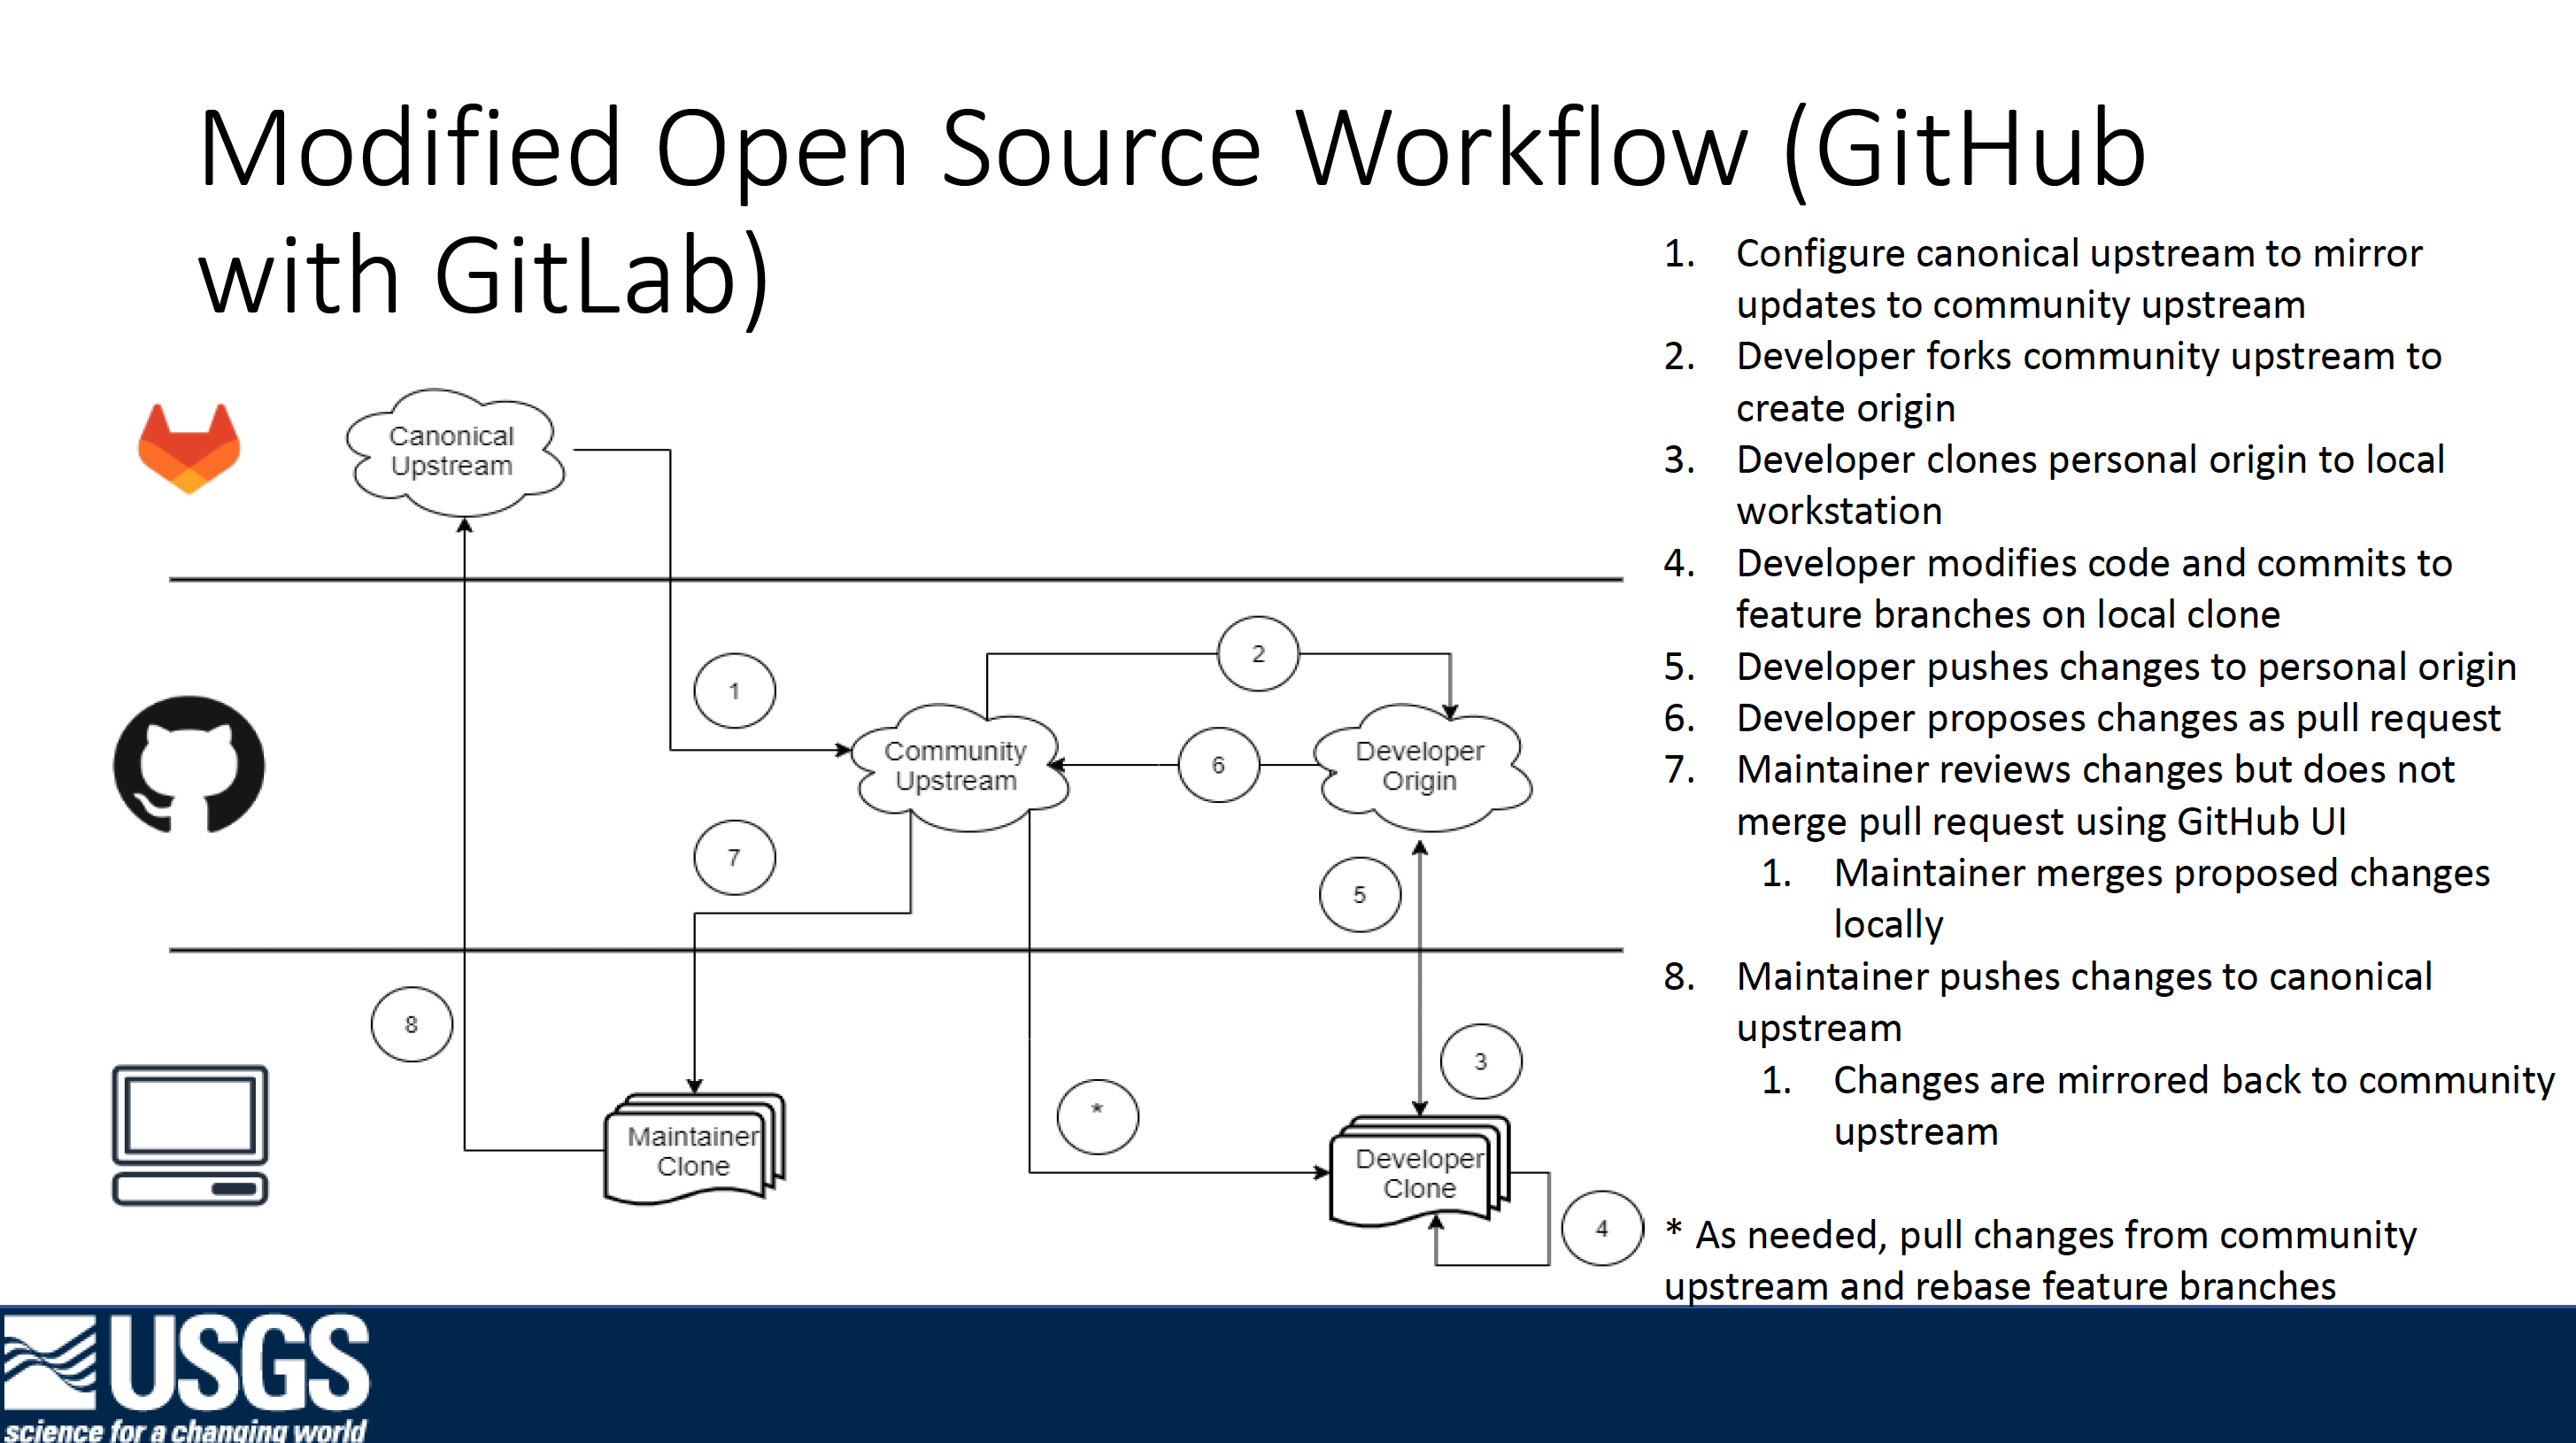 Modified Open Source Workflow (GitHub
with GitLab)
1. Configure canonical upstream to mirror
updates to community upstream
2. Developer forks community upstream to
create origin
3. Developer clones personal origin to local
workstation
4. Developer modifies code and commits to
feature branches on local clone
5. Developer pushes changes to personal origin
6. Developer proposes changes as pull request
7. Maintainer reviews changes but does not
merge pull request using GitHub UI
1. Maintainer merges proposed changes
locally
8. Maintainer pushes changes to canonical
upstream
1. Changes are mirrored back to community
upstream
* As needed, pull changes from community
upstream and rebase feature branches
Canonical
Upstream
1
2
Community
Upstream
6
Developer
Origin
7
5
8
3
*
Maintainer
Clone
Developer
Clone
4
USGS
science for a changing world